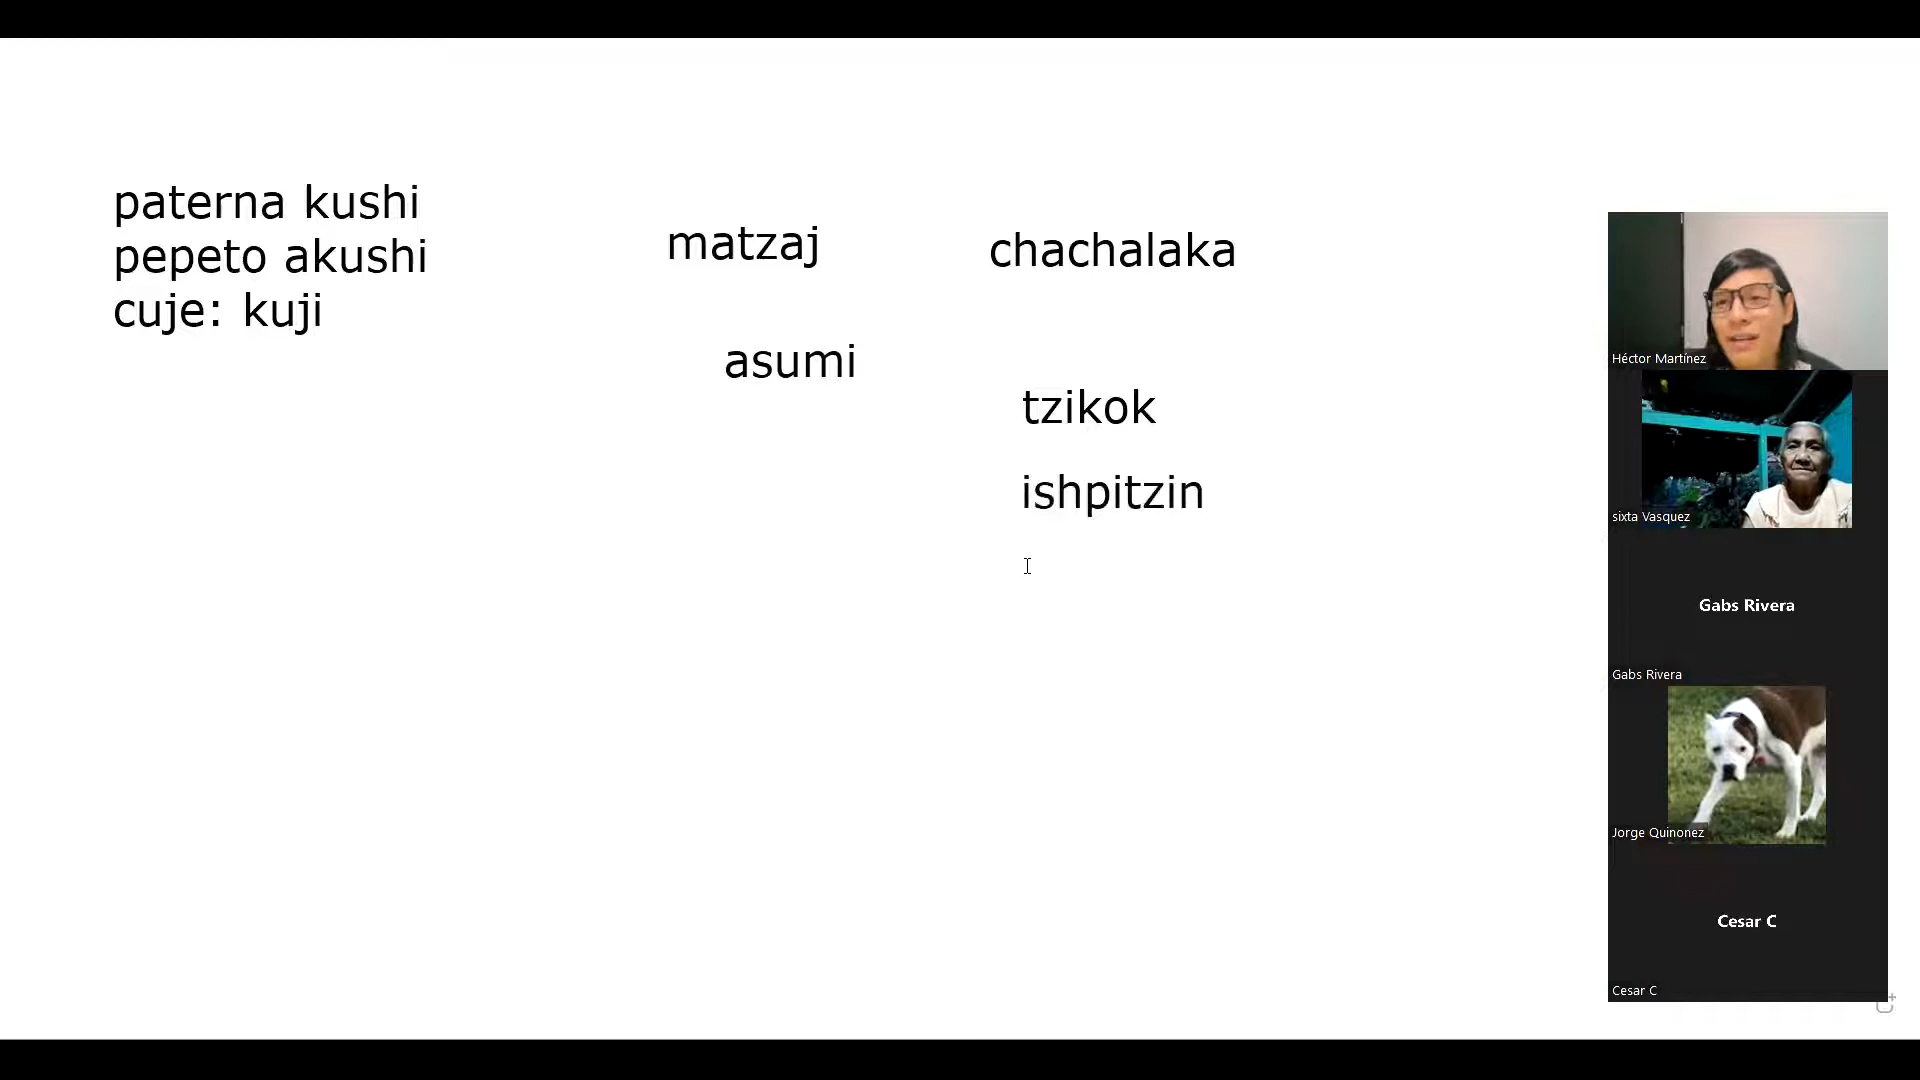 paterna kushi
pepeto akushi
cuje: kuji
matzaj
asumi
chachalaka
tzikok
ishpitzin
Héctor Martínez
sixta Vasquez
Gabs Rivera
Gabs Rivera
Jorge Quinonez
Cesar C
Cesar C